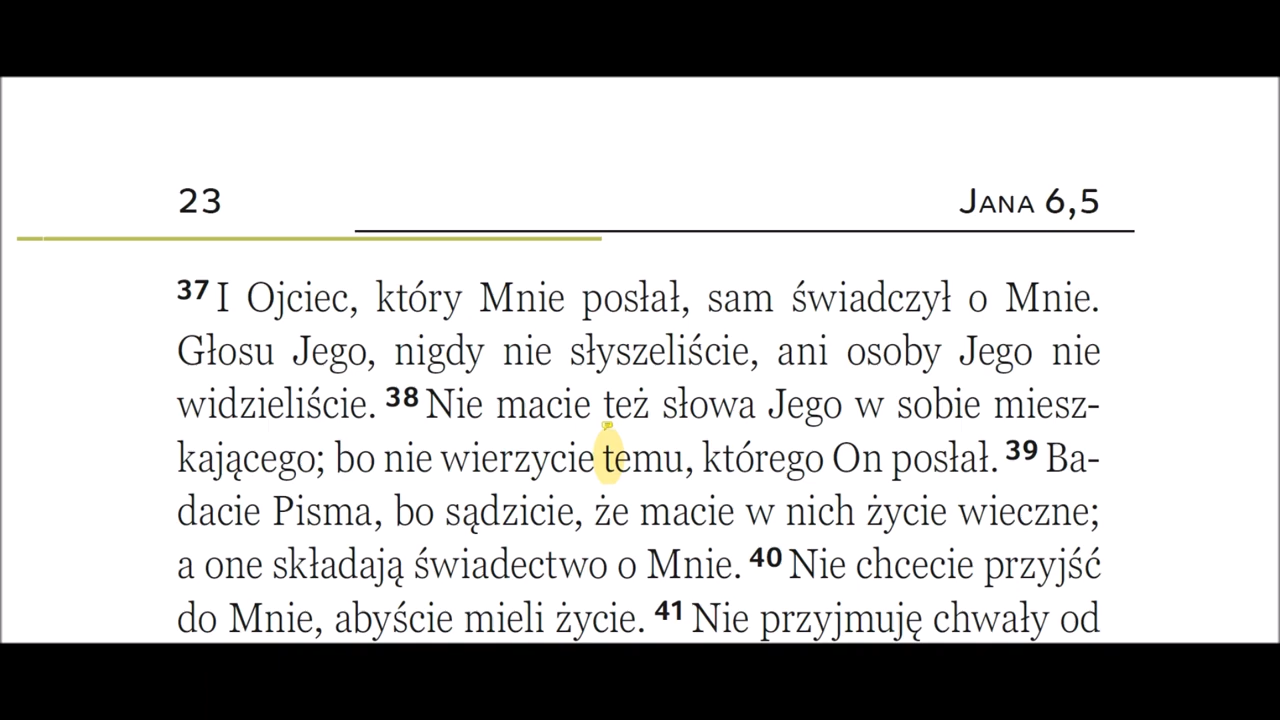 23 Jana 6,5
37 I Ojciec, który Mnie posłał, sam świadczył o Mnie.
Głosu Jego, nigdy nie słyszeliście, ani osoby Jego nie
widzieliście. 38 Nie macie też słowa Jego w sobie miesz-
kającego; bo nie wierzycie temu, którego On posłał. 39 Ba-
dacie Pisma, bo sądzicie, że macie w nich życie wieczne;
a one składają świadectwo o Mnie. 40 Nie chcecie przyjść
do Mnie, abyście mieli życie. 41 Nie przyjmuję chwały od